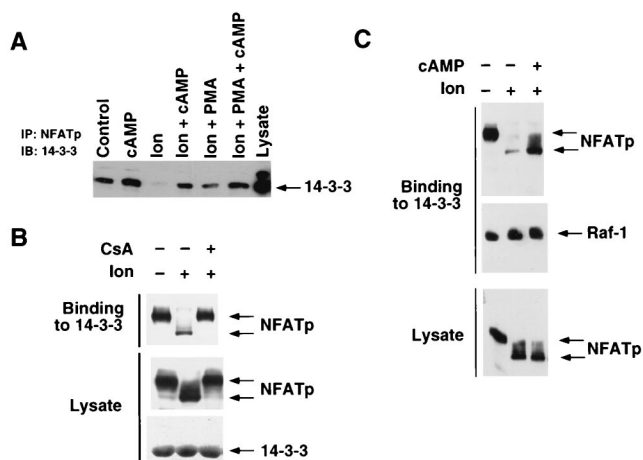 A
IP: NFATp
IB: 14-3-3
Control
cAMP
Ion
Ion + cAMP
Ion + PMA
Ion + PMA + cAMP
Lysate
14-3-3
B
CsA - - +
Ion - + +
Binding
to 14-3-3
NFATp
Lysate
NFATp
14-3-3
C
cAMP - - +
Ion - + +
Binding
to 14-3-3
NFATp
Raf-1
Lysate
NFATp